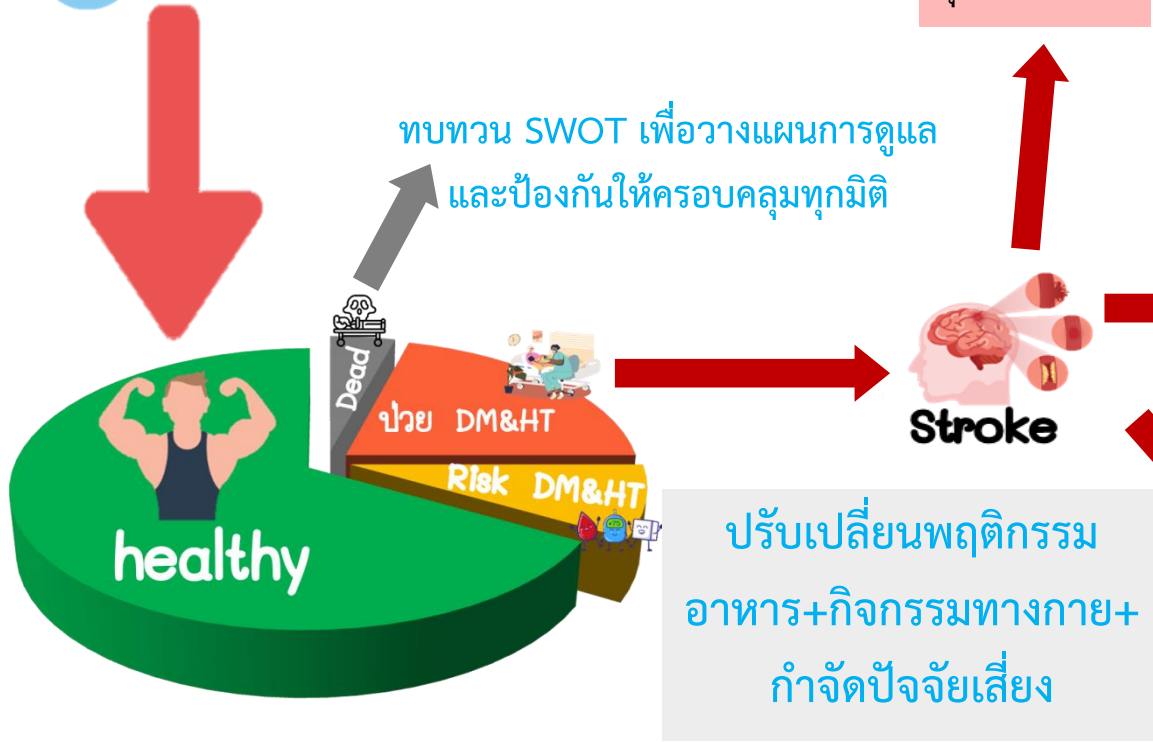 ทบทวน SWOT เพื่อวางแผนการดูแล
และป้องกันให้ครอบคลุมทุกมิติ
Dead
ป่วย DM&HT
Risk DM&HT
healthy
Stroke
ปรับเปลี่ยนพฤติกรรม
อาหาร+กิจกรรมทางกาย+
กำจัดปัจจัยเสี่ยง